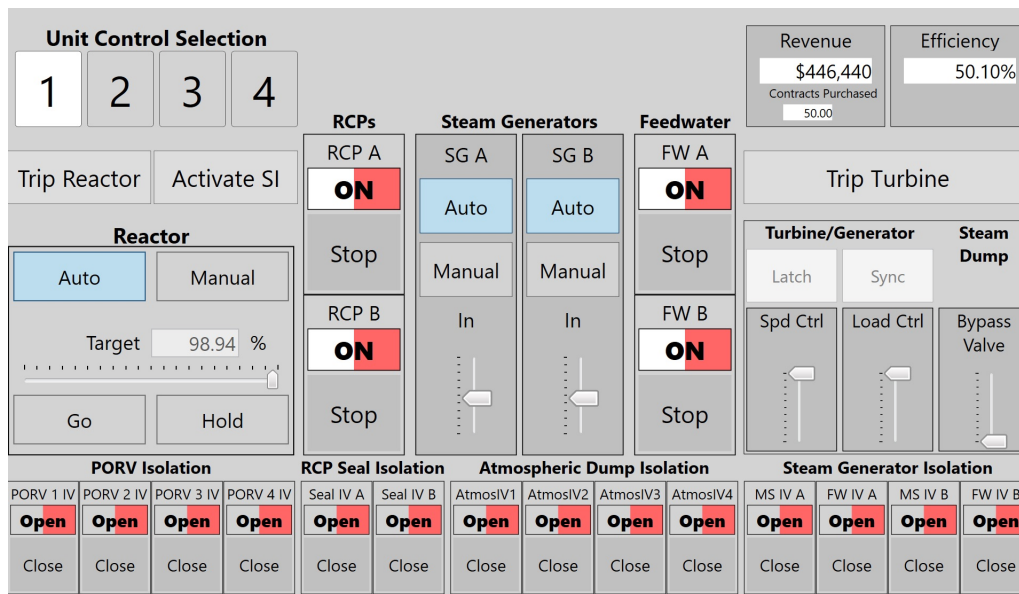 Unit Control Selection
1 2 3 4
Revenue
$446,440
Contracts Purchased
50.00
Efficiency
50.10%
Trip Reactor
Activate SI
RCPs
RCP A
ON
Stop
RCP B
ON
Stop
Steam Generators
SG A
Auto
Manual
In
SG B
Auto
Manual
In
Feedwater
FW A
ON
Stop
FW B
ON
Stop
Trip Turbine
Reactor
Auto
Manual
Target 98.94 %
Go
Hold
Turbine/Generator
Latch
Sync
Spd Ctrl
Load Ctrl
Steam
Dump
Bypass
Valve
PORV Isolation
PORV 1 IV PORV 2 IV PORV 3 IV PORV 4 IV
Open Open Open Open
Close Close Close Close
RCP Seal Isolation
Seal IV A Seal IV B
Open Open
Close Close
Atmospheric Dump Isolation
AtmosIV1 AtmosIV2 AtmosIV3 AtmosIV4
Open Open Open Open
Close Close Close Close
Steam Generator Isolation
MS IV A FW IV A MS IV B FW IV B
Open Open Open Open
Close Close Close Close